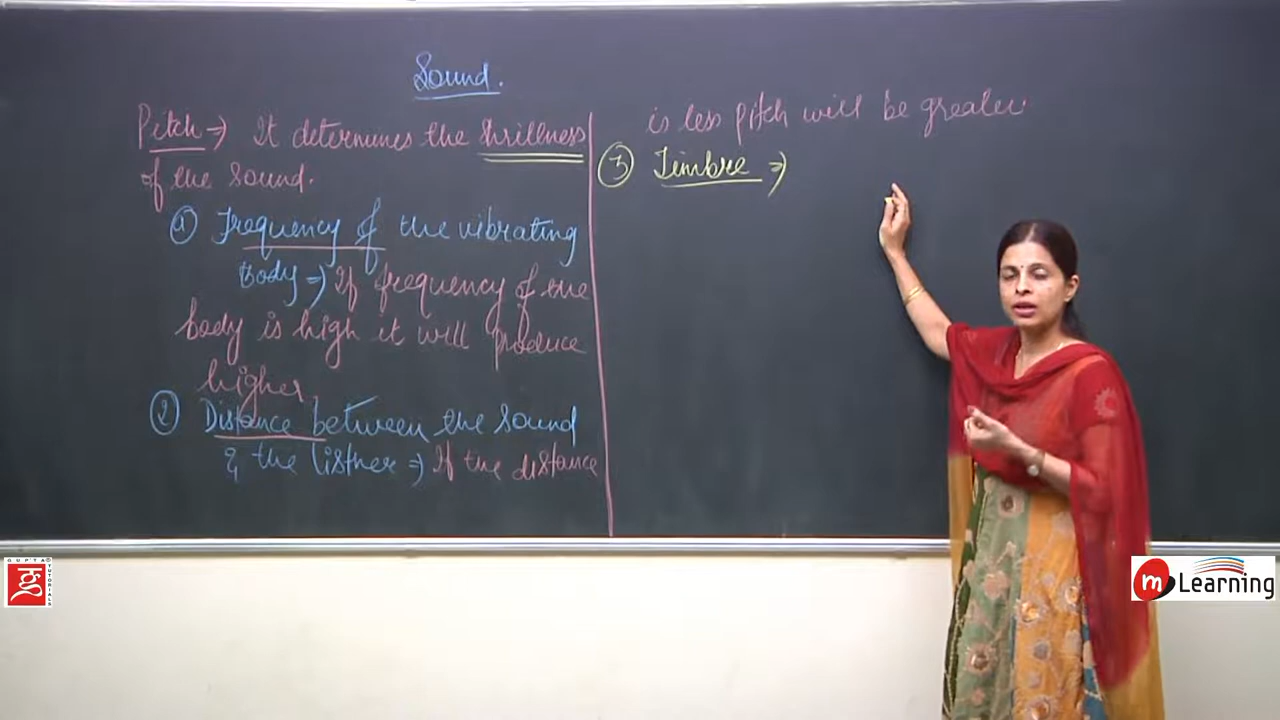 Sound.
Pitch ⇒ It determines the shrillness
of the sound.
① Frequency of the vibrating
Body ⇒ If frequency of the
body is high it will produce
higher.
② Distance between the sound
& the listner ⇒ If the distance
is less pitch will be greater
③ Timbre ⇒
GUPTA
TUTORIALS
ग
m Learning